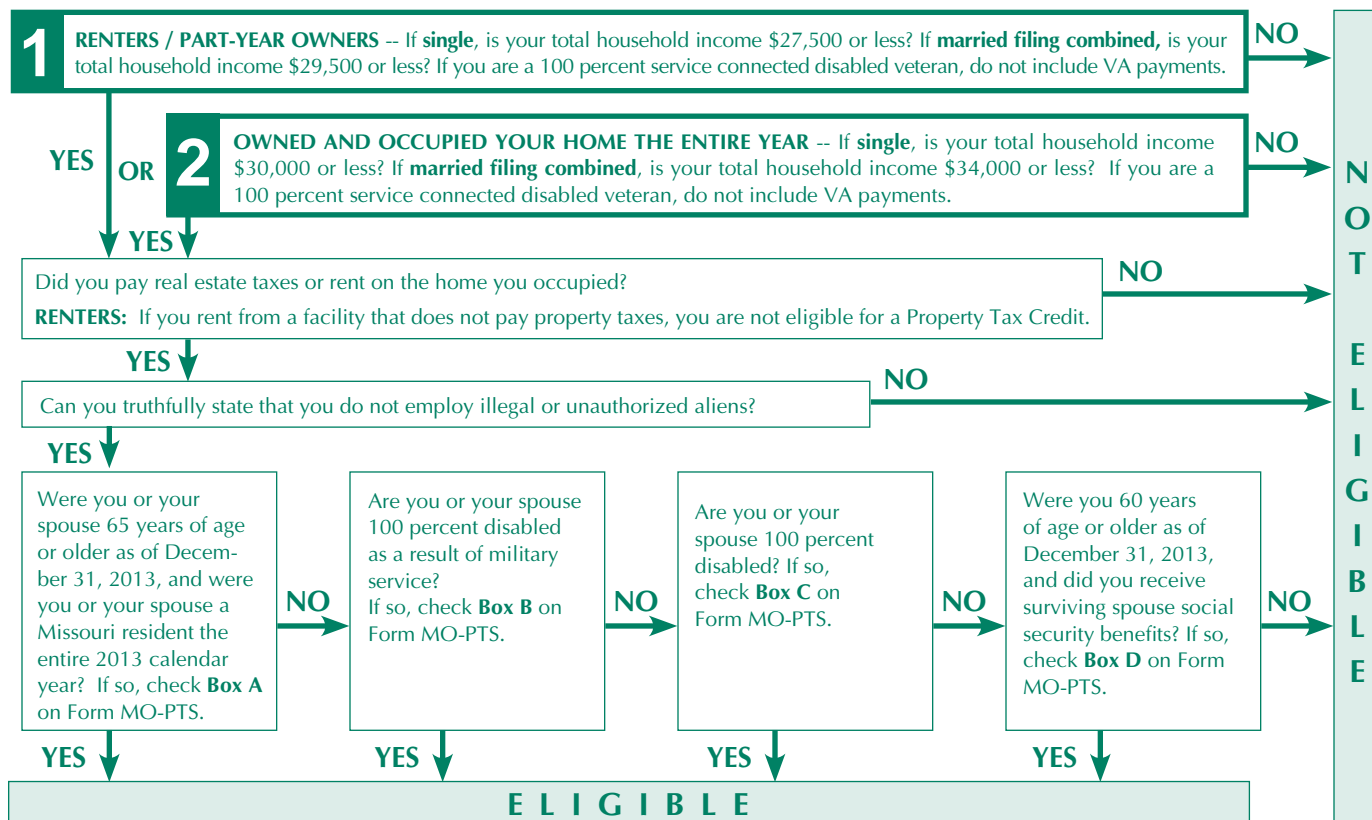 1 RENTERS / PART-YEAR OWNERS -- If single, is your total household income $27,500 or less? If married filing combined, is your
total household income $29,500 or less? If you are a 100 percent service connected disabled veteran, do not include VA payments.
NO
YES
OR
2 OWNED AND OCCUPIED YOUR HOME THE ENTIRE YEAR -- If single, is your total household income
$30,000 or less? If married filing combined, is your total household income $34,000 or less? If you are a
100 percent service connected disabled veteran, do not include VA payments.
NO
YES
Did you pay real estate taxes or rent on the home you occupied?
RENTERS: If you rent from a facility that does not pay property taxes, you are not eligible for a Property Tax Credit.
NO
YES
Can you truthfully state that you do not employ illegal or unauthorized aliens?
NO
YES
Were you or your
spouse 65 years of age
or older as of Decem-
ber 31, 2013, and were
you or your spouse a
Missouri resident the
entire 2013 calendar
year? If so, check Box A
on Form MO-PTS.
NO
Are you or your spouse
100 percent disabled
as a result of military
service?
If so, check Box B on
Form MO-PTS.
NO
Are you or your
spouse 100 percent
disabled? If so,
check Box C on
Form MO-PTS.
NO
Were you 60 years
of age or older as of
December 31, 2013,
and did you receive
surviving spouse social
security benefits? If so,
check Box D on Form
MO-PTS.
NO
YES
YES
YES
YES
E L I G I B L E
N O T E L I G I B L E